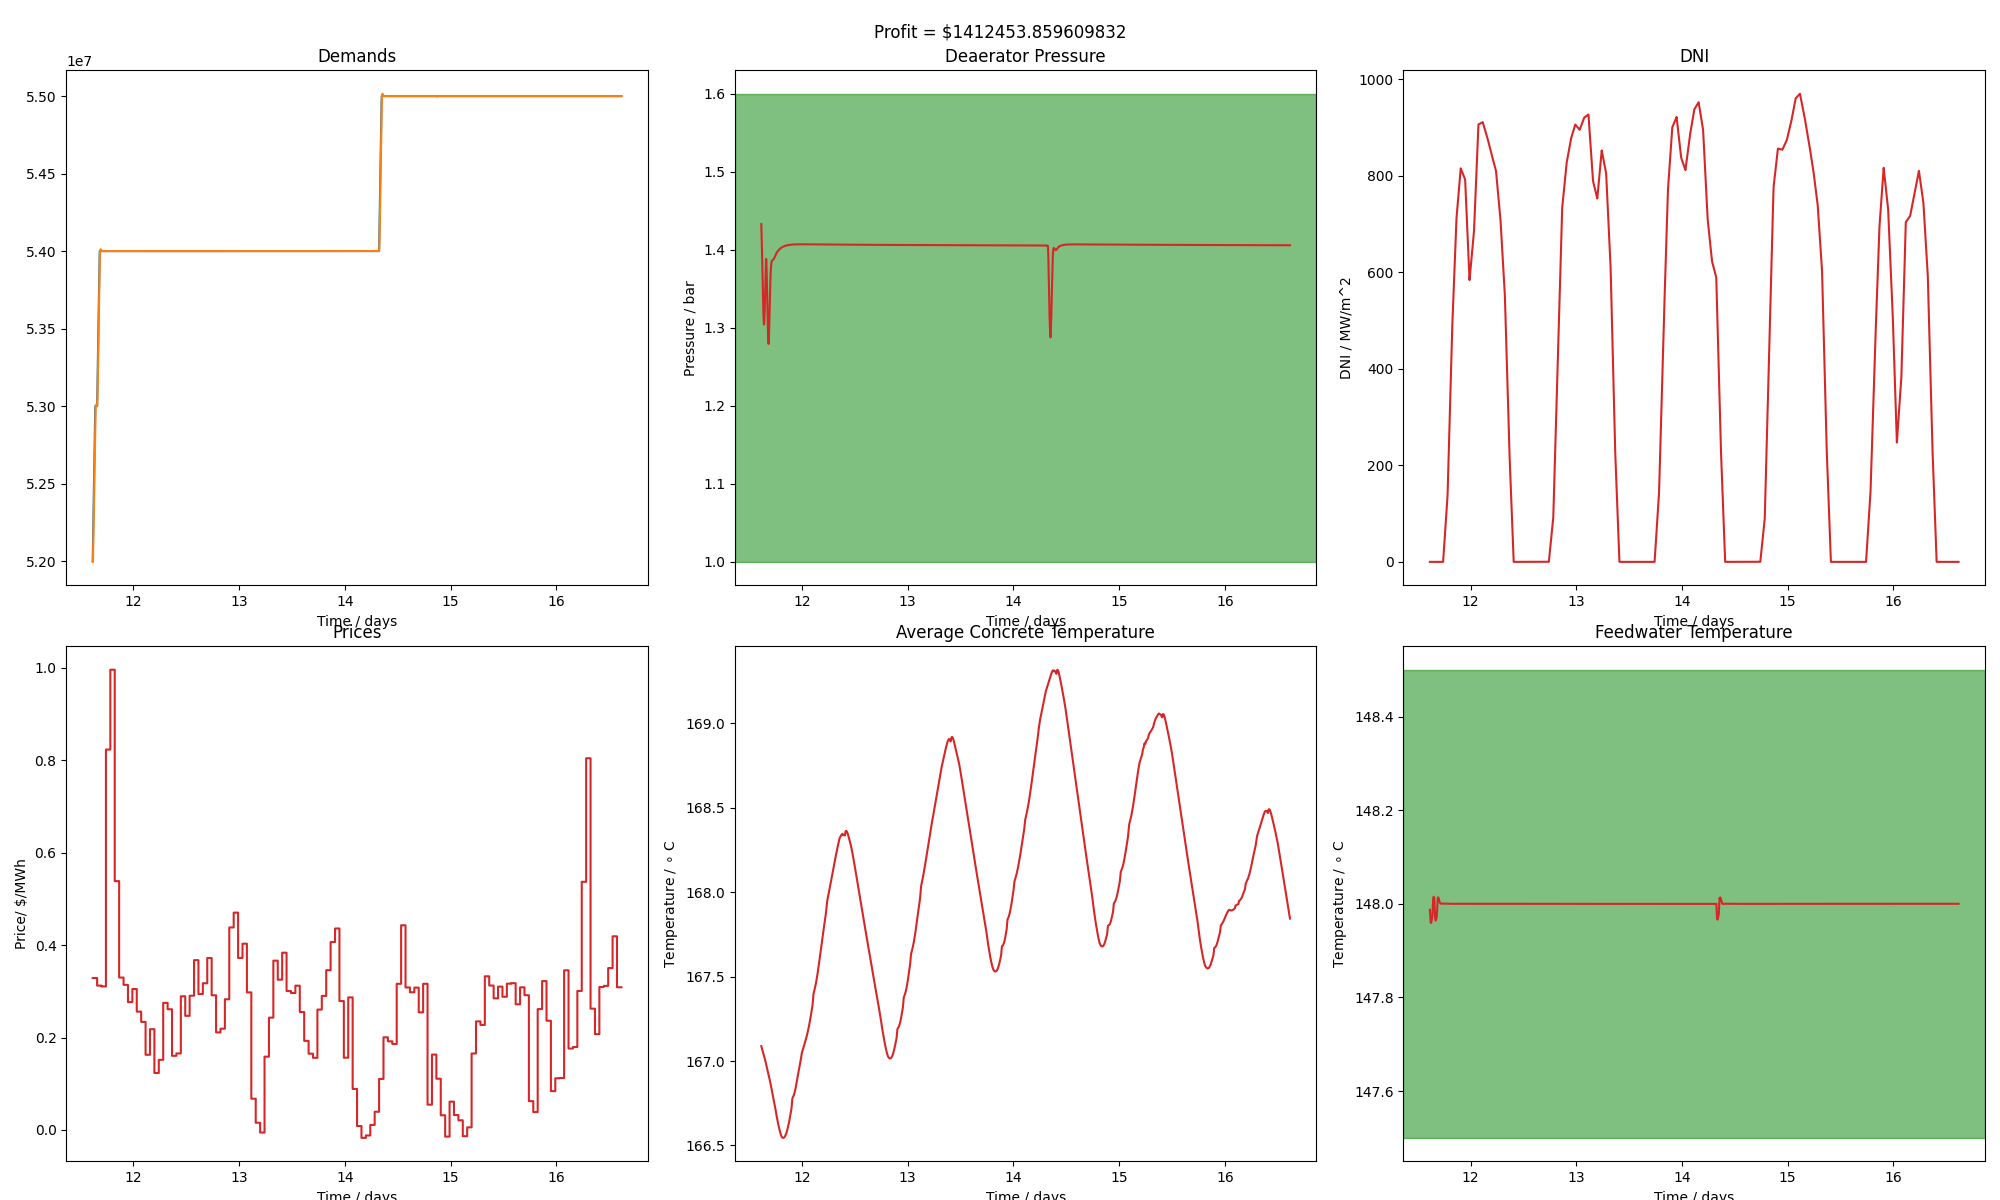 Profit = $1412453.859609832
Demands
1e7
5.50
5.45
5.40
5.35
5.30
5.25
5.20
12 13 14 15 16
Time / days
Deaerator Pressure
Pressure / bar
1.6
1.5
1.4
1.3
1.2
1.1
1.0
12 13 14 15 16
Time / days
DNI
DNI / MW/m^2
1000
800
600
400
200
0
12 13 14 15 16
Time / days
Prices
Price/ $/MWh
1.0
0.8
0.6
0.4
0.2
0.0
12 13 14 15 16
Time / days
Average Concrete Temperature
Temperature / ∘ C
169.0
168.5
168.0
167.5
167.0
166.5
12 13 14 15 16
Time / days
Feedwater Temperature
Temperature / ∘ C
148.4
148.2
148.0
147.8
147.6
12 13 14 15 16
Time / days